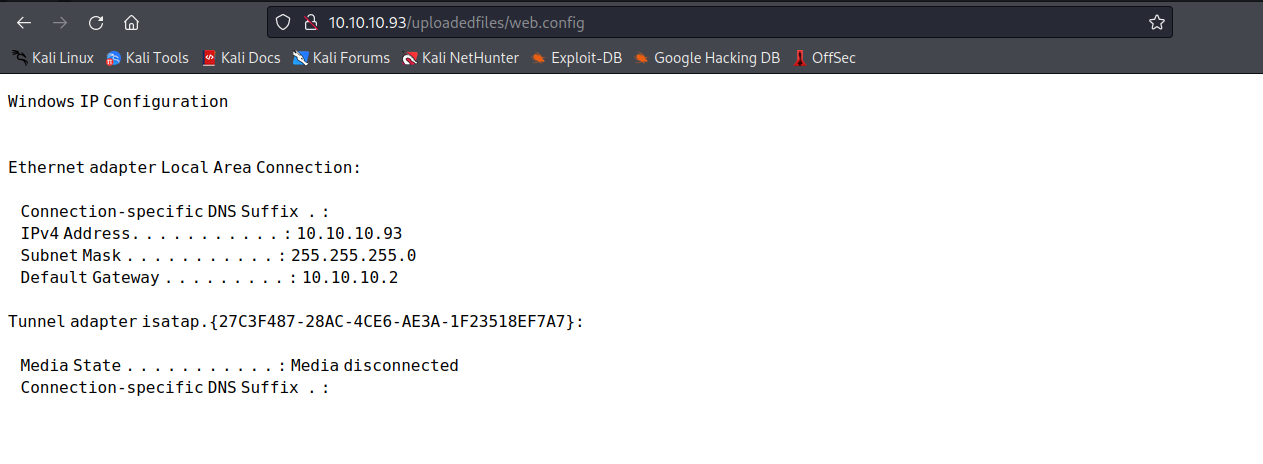 10.10.10.93/uploadedfiles/web.config
Kali Linux Kali Tools Kali Docs Kali Forums Kali NetHunter Exploit-DB Google Hacking DB OffSec
Windows IP Configuration
Ethernet adapter Local Area Connection:
Connection-specific DNS Suffix . :
IPv4 Address. . . . . . . . . . . : 10.10.10.93
Subnet Mask . . . . . . . . . . . : 255.255.255.0
Default Gateway . . . . . . . . . : 10.10.10.2
Tunnel adapter isatap.{27C3F487-28AC-4CE6-AE3A-1F23518EF7A7}:
Media State . . . . . . . . . . . : Media disconnected
Connection-specific DNS Suffix . :